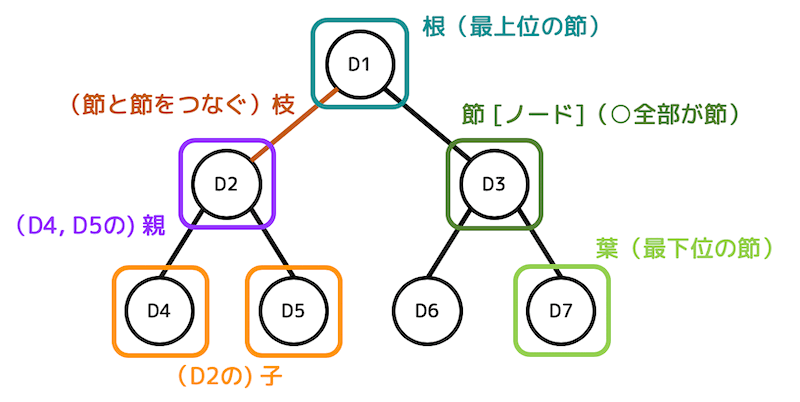 根（最上位の節）
D1
（節と節をつなぐ）枝
節 [ノード]（○全部が節）
D2
D3
（D4, D5の) 親
葉（最下位の節）
D4
D5
D6
D7
（D2の) 子